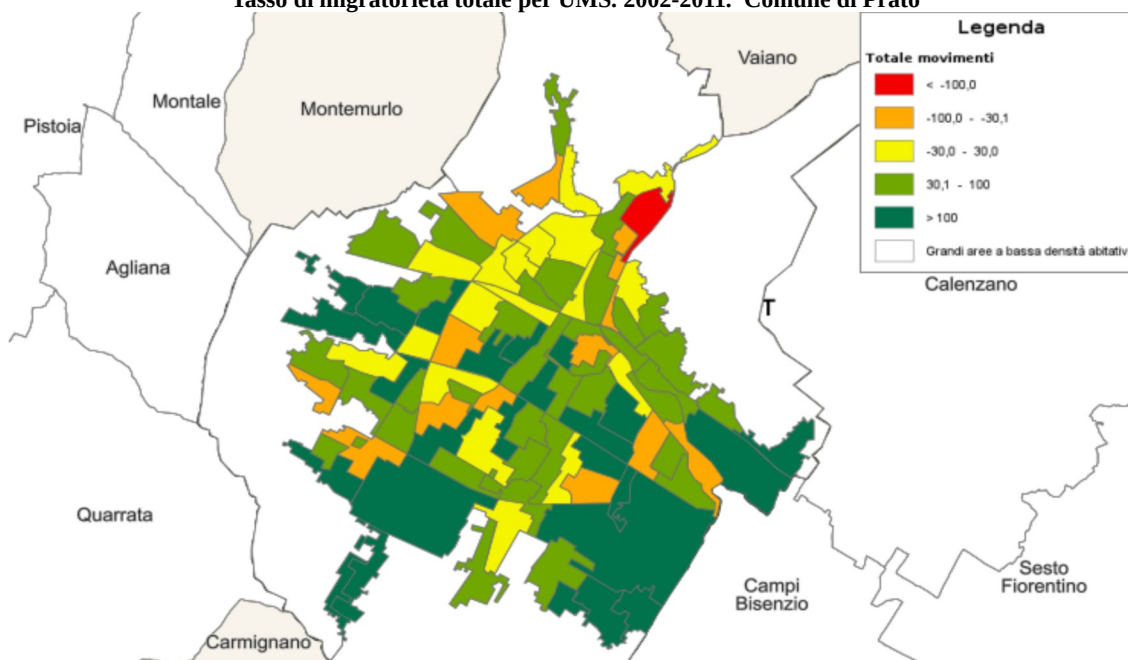 Tasso di migratorietà totale per UMS. 2002-2011. Comune di Prato
Legenda
Totale movimenti
< -100,0
-100,0 - -30,1
-30,0 - 30,0
30,1 - 100
> 100
Grandi aree a bassa densitá abitativ
Vaiano
Montale
Montemurlo
Pistoia
Agliana
Calenzano
T
Quarrata
Campi
Bisenzio
Sesto
Fiorentino
Carmignano